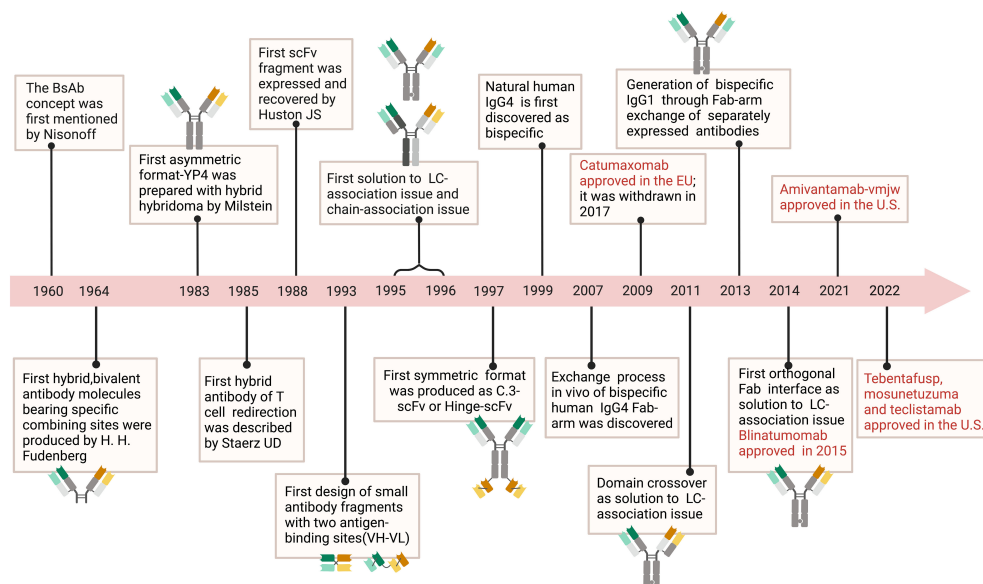 The BsAb
concept was
first mentioned
by Nisonoff
First asymmetric
format-YP4 was
prepared with hybrid
hybridoma by Milstein
First scFv
fragment was
expressed and
recovered by
Huston JS
First solution to LC-
association issue and
chain-association issue
Natural human
IgG4 is first
discovered as
bispecific
Catumaxomab
approved in the EU;
it was withdrawn in
2017
Generation of bispecific
IgG1 through Fab-arm
exchange of separately
expressed antibodies
Amivantamab-vmjw
approved in the U.S.
1960 1964 1983 1985 1988 1993 1995 1996 1997 1999 2007 2009 2011 2013 2014 2021 2022
First hybrid,bivalent
antibody molecules
bearing specific
combining sites were
produced by H. H.
Fudenberg
First hybrid
antibody of T
cell redirection
was described
by Staerz UD
First design of small
antibody fragments
with two antigen-
binding sites(VH-VL)
First symmetric format
was produced as C.3-
scFv or Hinge-scFv
Exchange process
in vivo of bispecific
human IgG4 Fab-
arm was discovered
Domain crossover
as solution to LC-
association issue
First orthogonal
Fab interface as
solution to LC-
association issue
Blinatumomab
approved in 2015
Tebentafusp,
mosunetuzuma
and teclistamab
approved in the U.S.